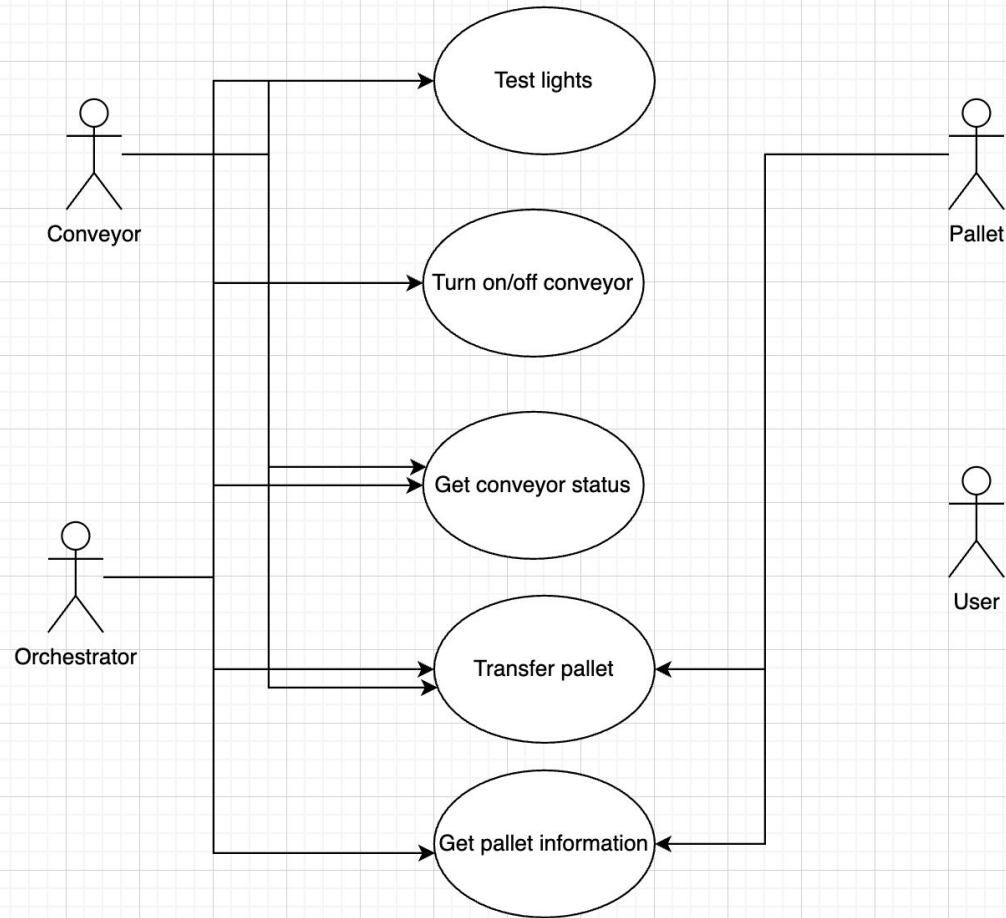 Test lights
Conveyor
Pallet
Turn on/off conveyor
Get conveyor status
User
Orchestrator
Transfer pallet
Get pallet information